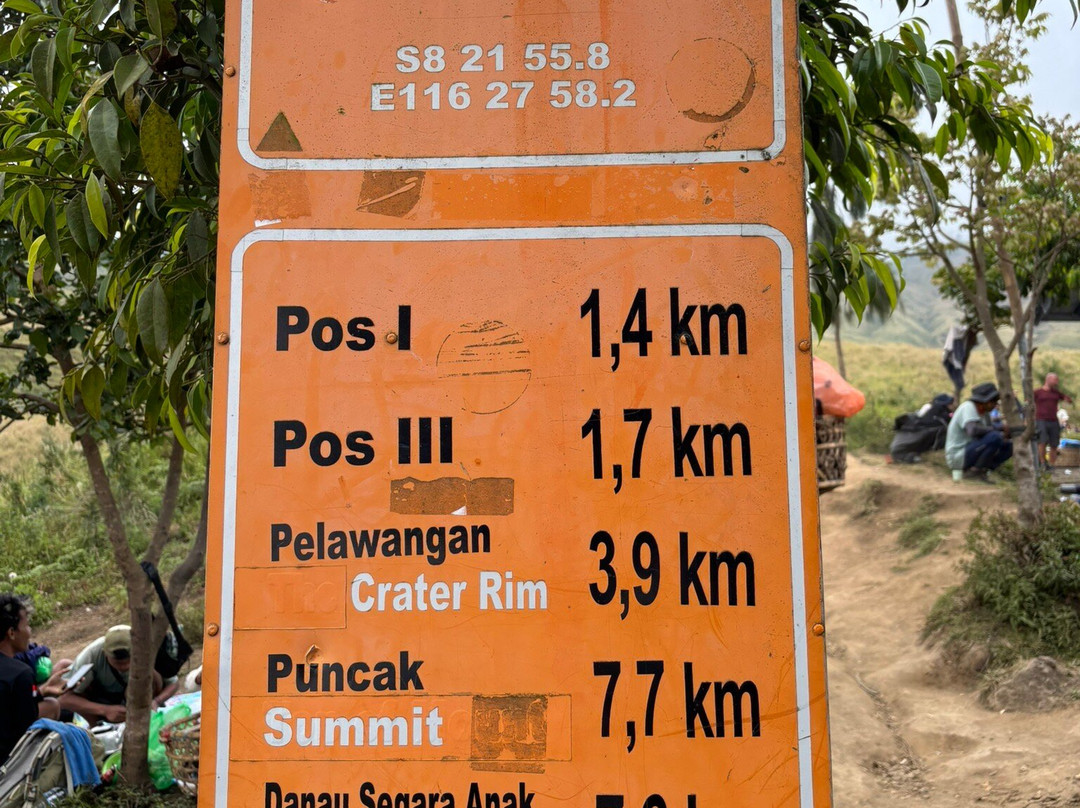 S8 21 55.8
E116 27 58.2
Pos I 1,4 km
Pos III 1,7 km
Pelawangan
Crater Rim 3,9 km
Puncak
Summit 7,7 km
Danau Segara Anak